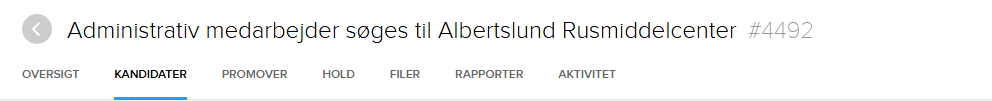 Administrativ medarbejder søges til Albertslund Rusmiddelcenter #4492
OVERSIGT KANDIDATER PROMOVER HOLD FILER RAPPORTER AKTIVITET